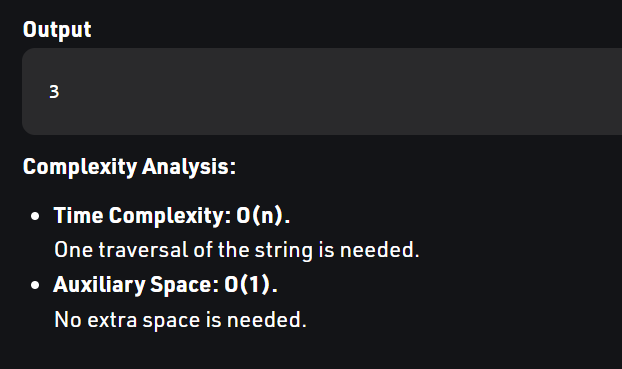 Output
3
Complexity Analysis:
• Time Complexity: O(n).
One traversal of the string is needed.
• Auxiliary Space: O(1).
No extra space is needed.